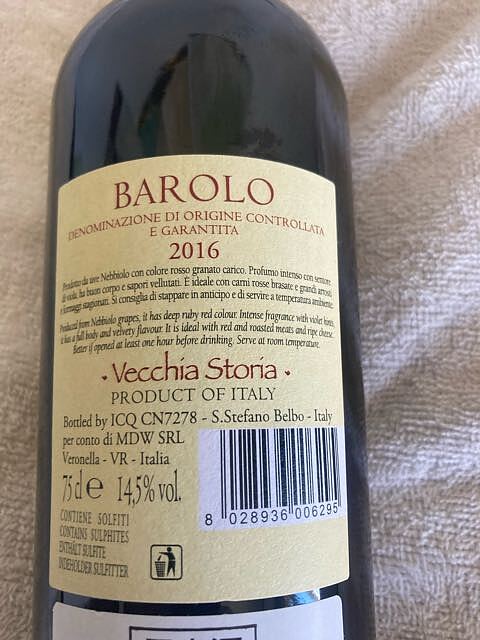 BAROLO
DENOMINAZIONE DI ORIGINE CONTROLLATA
E GARANTITA
2016
Prodotto da uve Nebbiolo con colore rosso granato carico. Profumo intenso con sentore
di viola, ha buon corpo e sapori vellutati. È ideale con carni rosse brasate e grandi arrosti
e formaggi stagionati. Si consiglia di stappare in anticipo e di servire a temperatura ambiente.
Produced from Nebbiolo grapes, it has deep ruby red colour. Intense fragrance with violet hints,
it has a full body and velvety flavour. It is ideal with red and roasted meats and ripe cheese.
Better if opened at least one hour before drinking. Serve at room temperature.
• Vecchia Storia •
PRODUCT OF ITALY
Bottled by ICQ CN7278 - S.Stefano Belbo - Italy
per conto di MDW SRL
Veronella - VR - Italia
75 cl e 14,5% vol.
CONTIENE SOLFITI
CONTAINS SULPHITES
ENTHÄLT SULFITE
INDEHOLDER SULFITTER
8 028936 006295